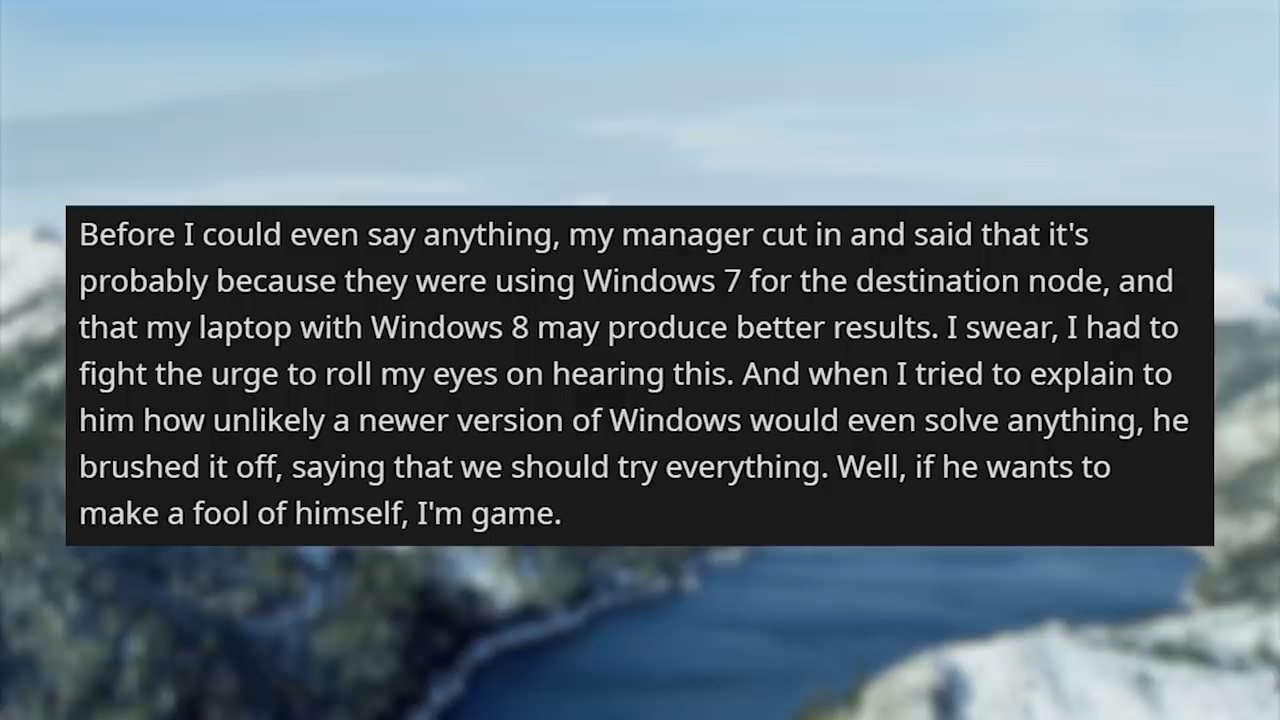 Before I could even say anything, my manager cut in and said that it's
probably because they were using Windows 7 for the destination node, and
that my laptop with Windows 8 may produce better results. I swear, I had to
fight the urge to roll my eyes on hearing this. And when I tried to explain to
him how unlikely a newer version of Windows would even solve anything, he
brushed it off, saying that we should try everything. Well, if he wants to
make a fool of himself, I'm game.